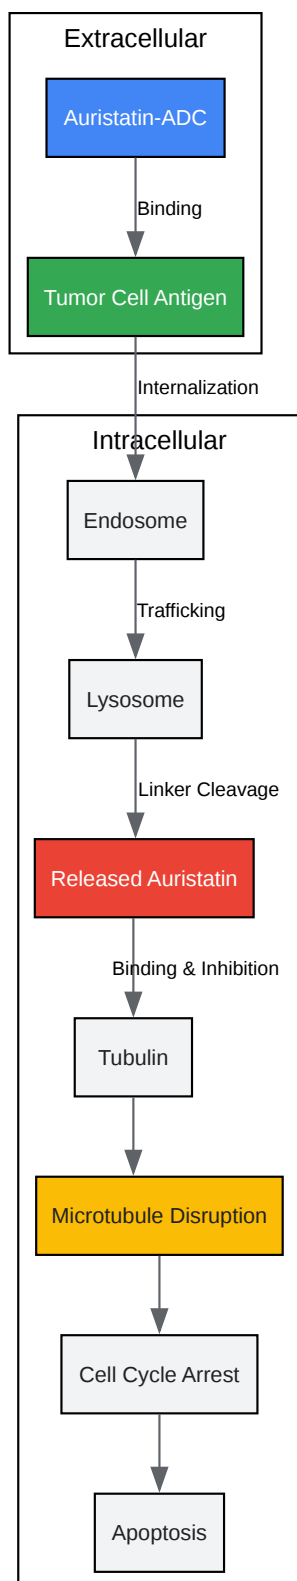 Extracellular
Auristatin-ADC
Binding
Tumor Cell Antigen
Internalization
Intracellular
Endosome
Trafficking
Lysosome
Linker Cleavage
Released Auristatin
Binding & Inhibition
Tubulin
Microtubule Disruption
Cell Cycle Arrest
Apoptosis